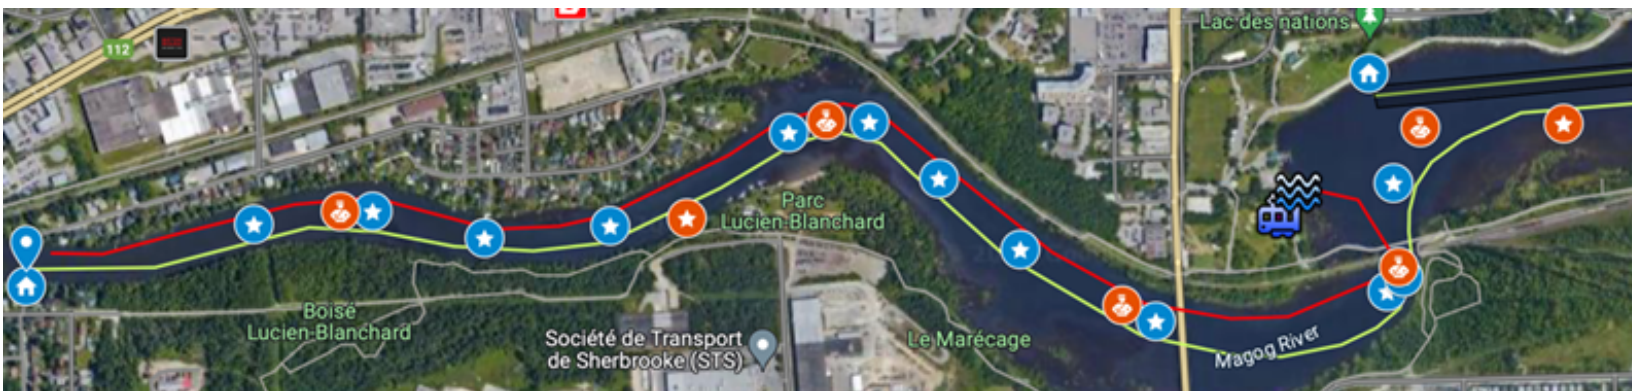 Lac des nations
112
Parc
Lucien-Blanchard
Boisé
Lucien-Blanchard
Société de Transport
de Sherbrooke (STS)
Le Marécage
Magog River